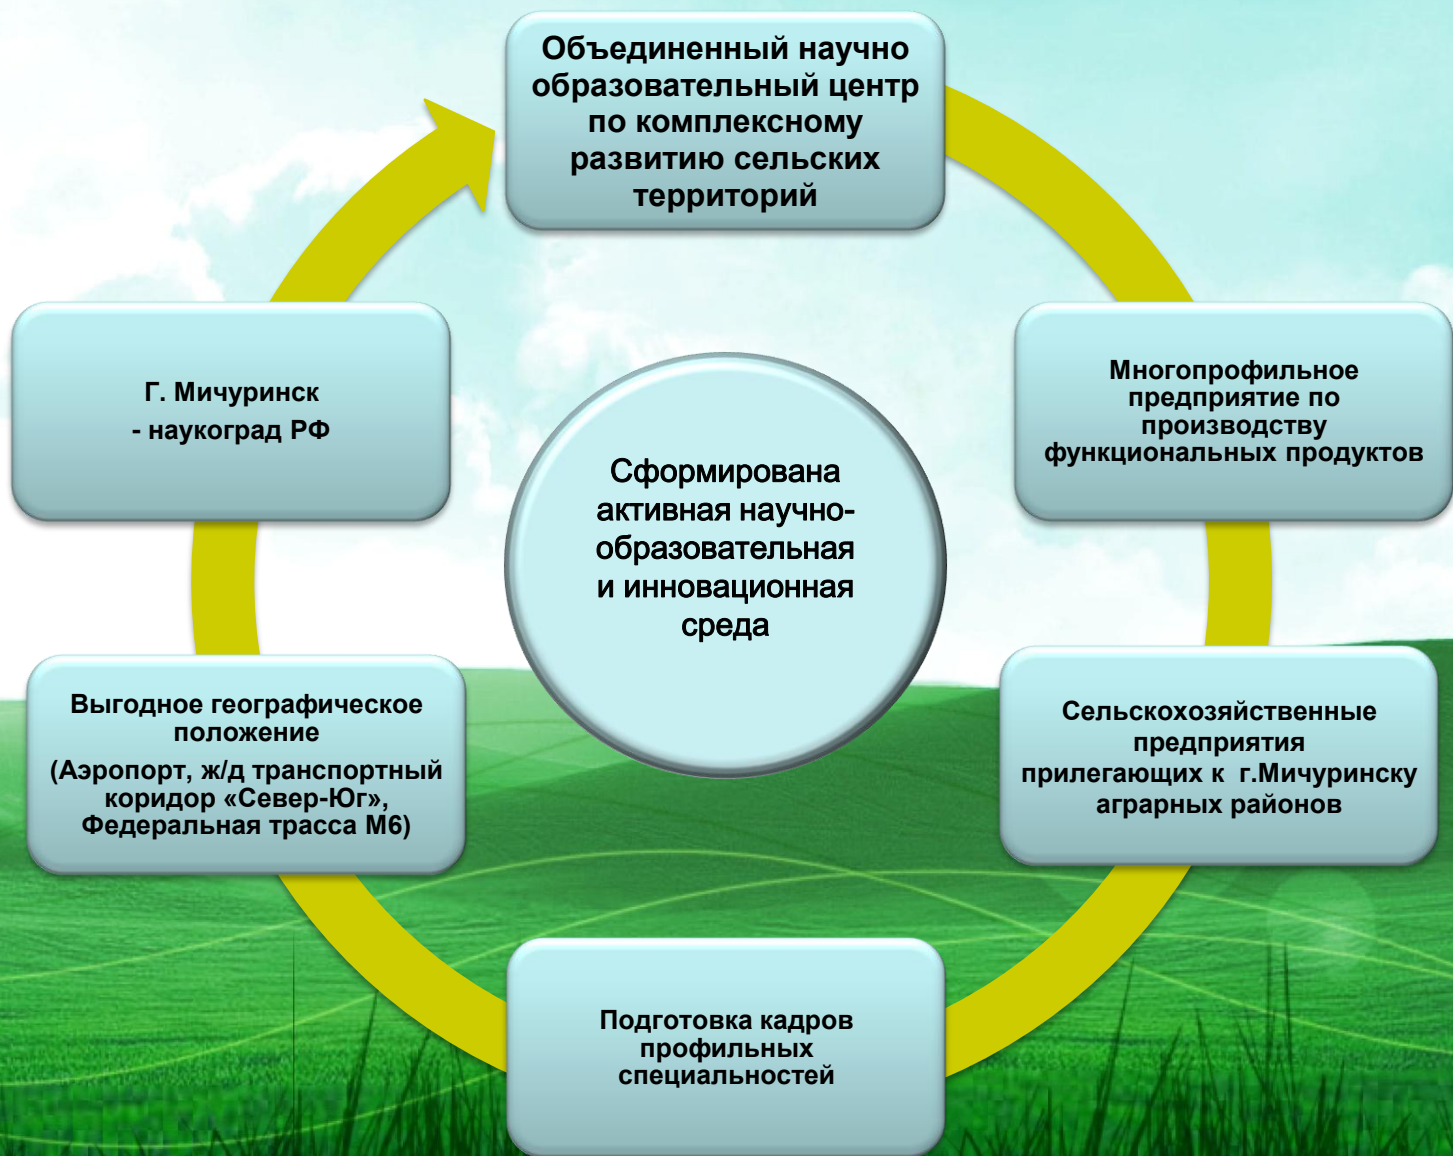 Объединенный научно
образовательный центр
по комплексному
развитию сельских
территорий
Многопрофильное
предприятие по
производству
функциональных продуктов
Сельскохозяйственные
предприятия
прилегающих к г.Мичуринску
аграрных районов
Подготовка кадров
профильных
специальностей
Выгодное географическое
положение
(Аэропорт, ж/д транспортный
коридор «Север-Юг»,
Федеральная трасса М6)
Г. Мичуринск
- наукоград РФ
Сформирована
активная научно-
образовательная
и инновационная
среда